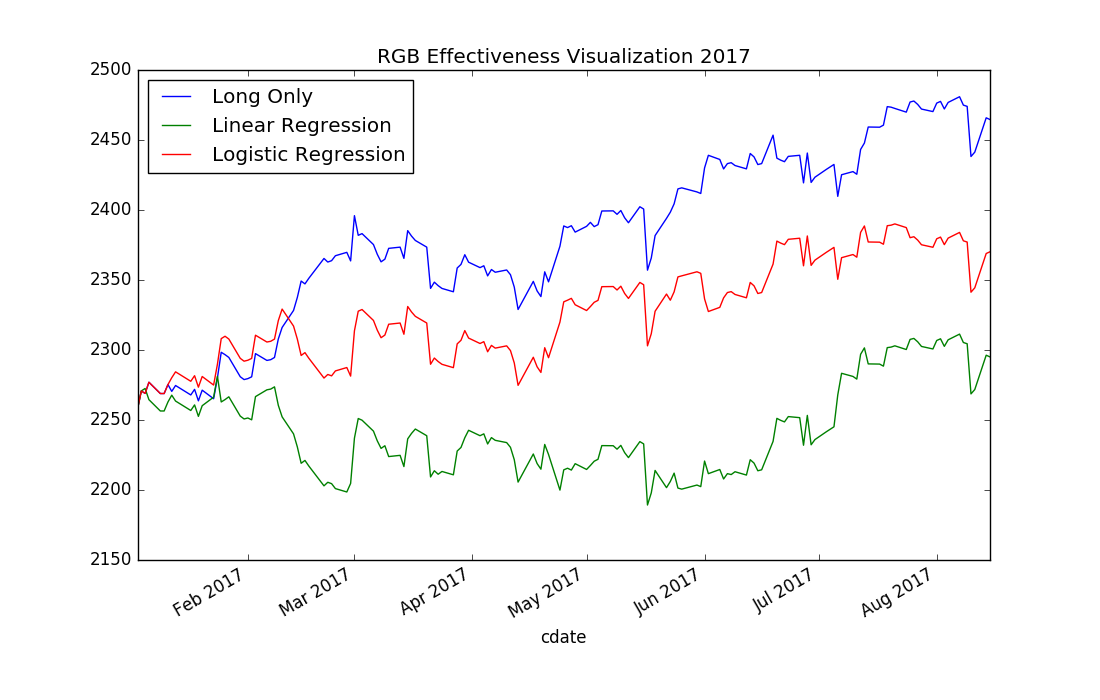 RGB Effectiveness Visualization 2017
Long Only
Linear Regression
Logistic Regression
2500
2450
2400
2350
2300
2250
2200
2150
Feb 2017
Mar 2017
Apr 2017
May 2017
Jun 2017
Jul 2017
Aug 2017
cdate